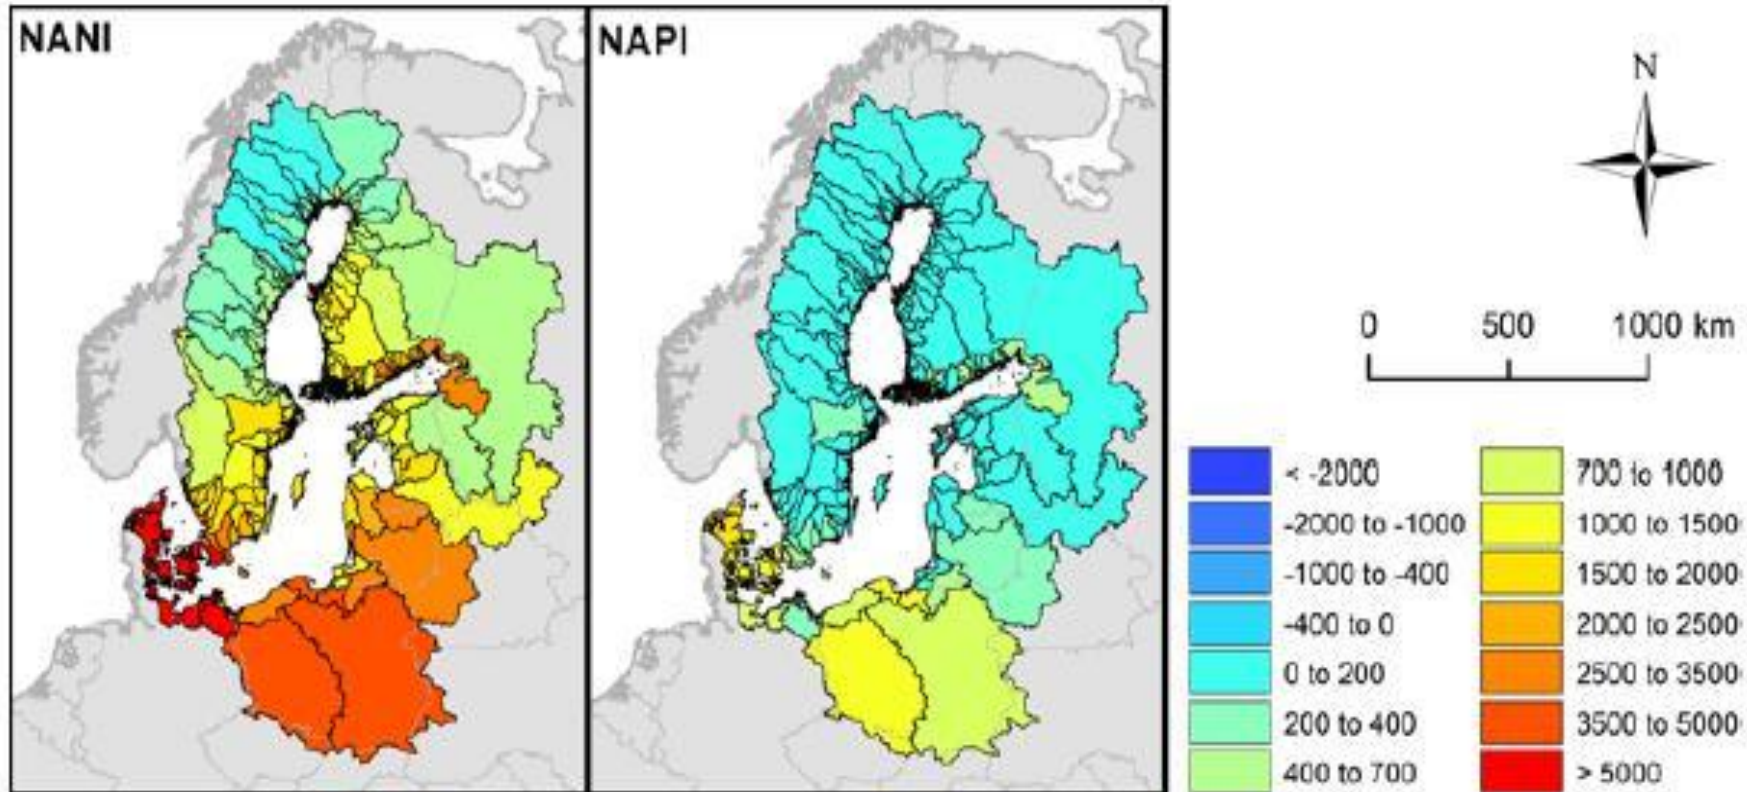 NANI
NAPI
N
0 500 1000 km
< -2000
-2000 to -1000
-1000 to -400
-400 to 0
0 to 200
200 to 400
400 to 700
700 to 1000
1000 to 1500
1500 to 2000
2000 to 2500
2500 to 3500
3500 to 5000
> 5000